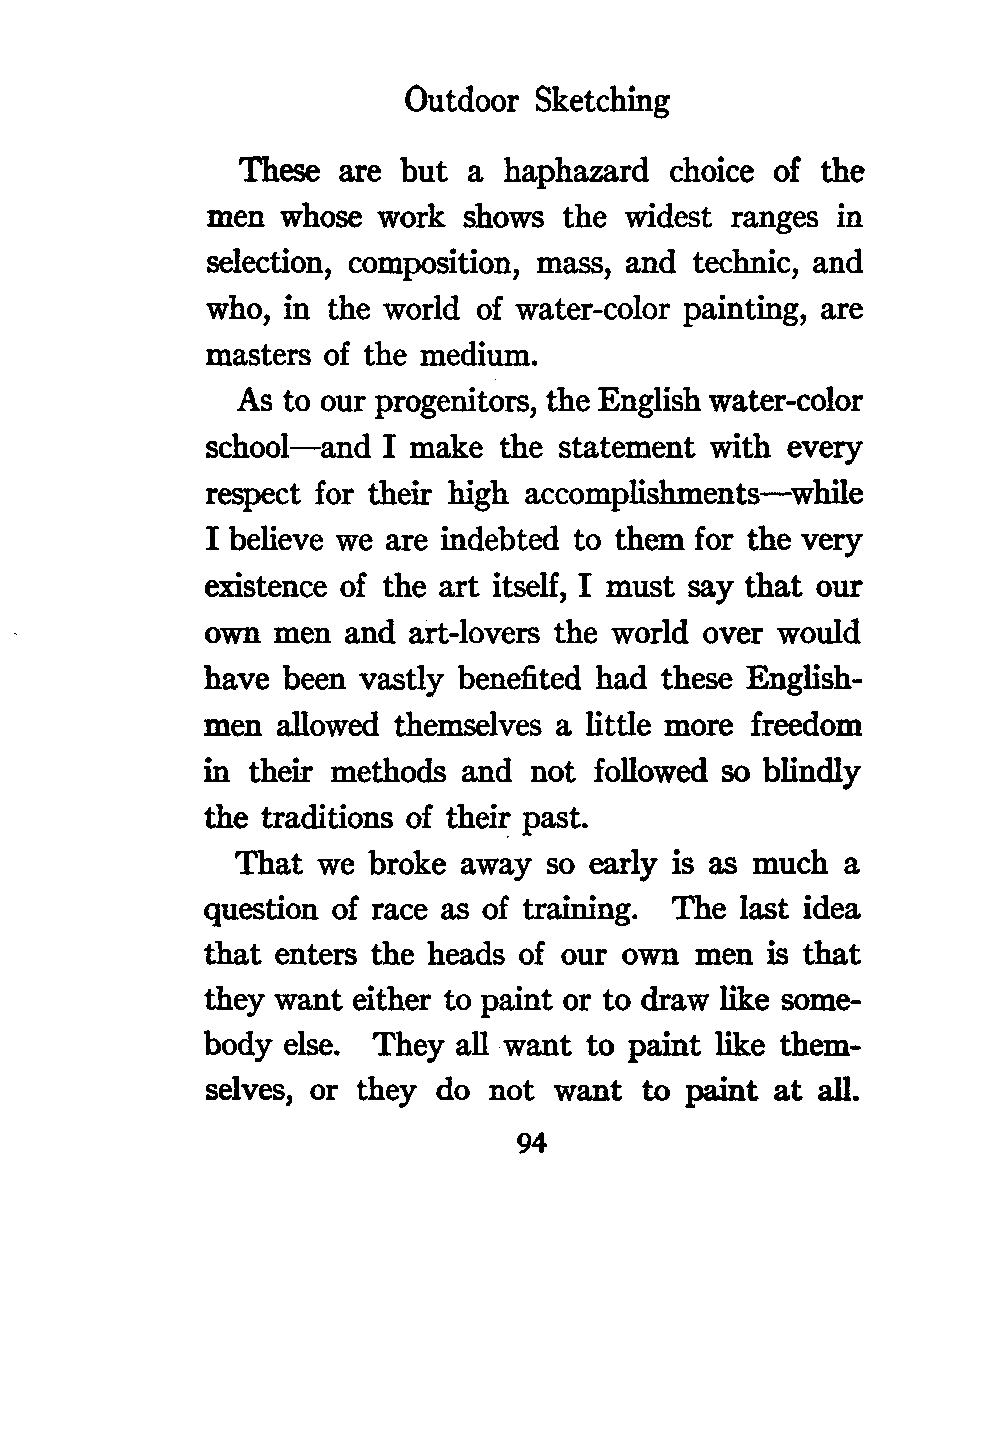 Outdoor Sketching
These are but a haphazard choice of the
men whose work shows the widest ranges in
selection, composition, mass, and technic, and
who, in the world of water-color painting, are
masters of the medium.
As to our progenitors, the English water-color
school—and I make the statement with every
respect for their high accomplishments—while
I believe we are indebted to them for the very
existence of the art itself, I must say that our
own men and art-lovers the world over would
have been vastly benefited had these English-
men allowed themselves a little more freedom
in their methods and not followed so blindly
the traditions of their past.
That we broke away so early is as much a
question of race as of training. The last idea
that enters the heads of our own men is that
they want either to paint or to draw like some-
body else. They all want to paint like them-
selves, or they do not want to paint at all.
94